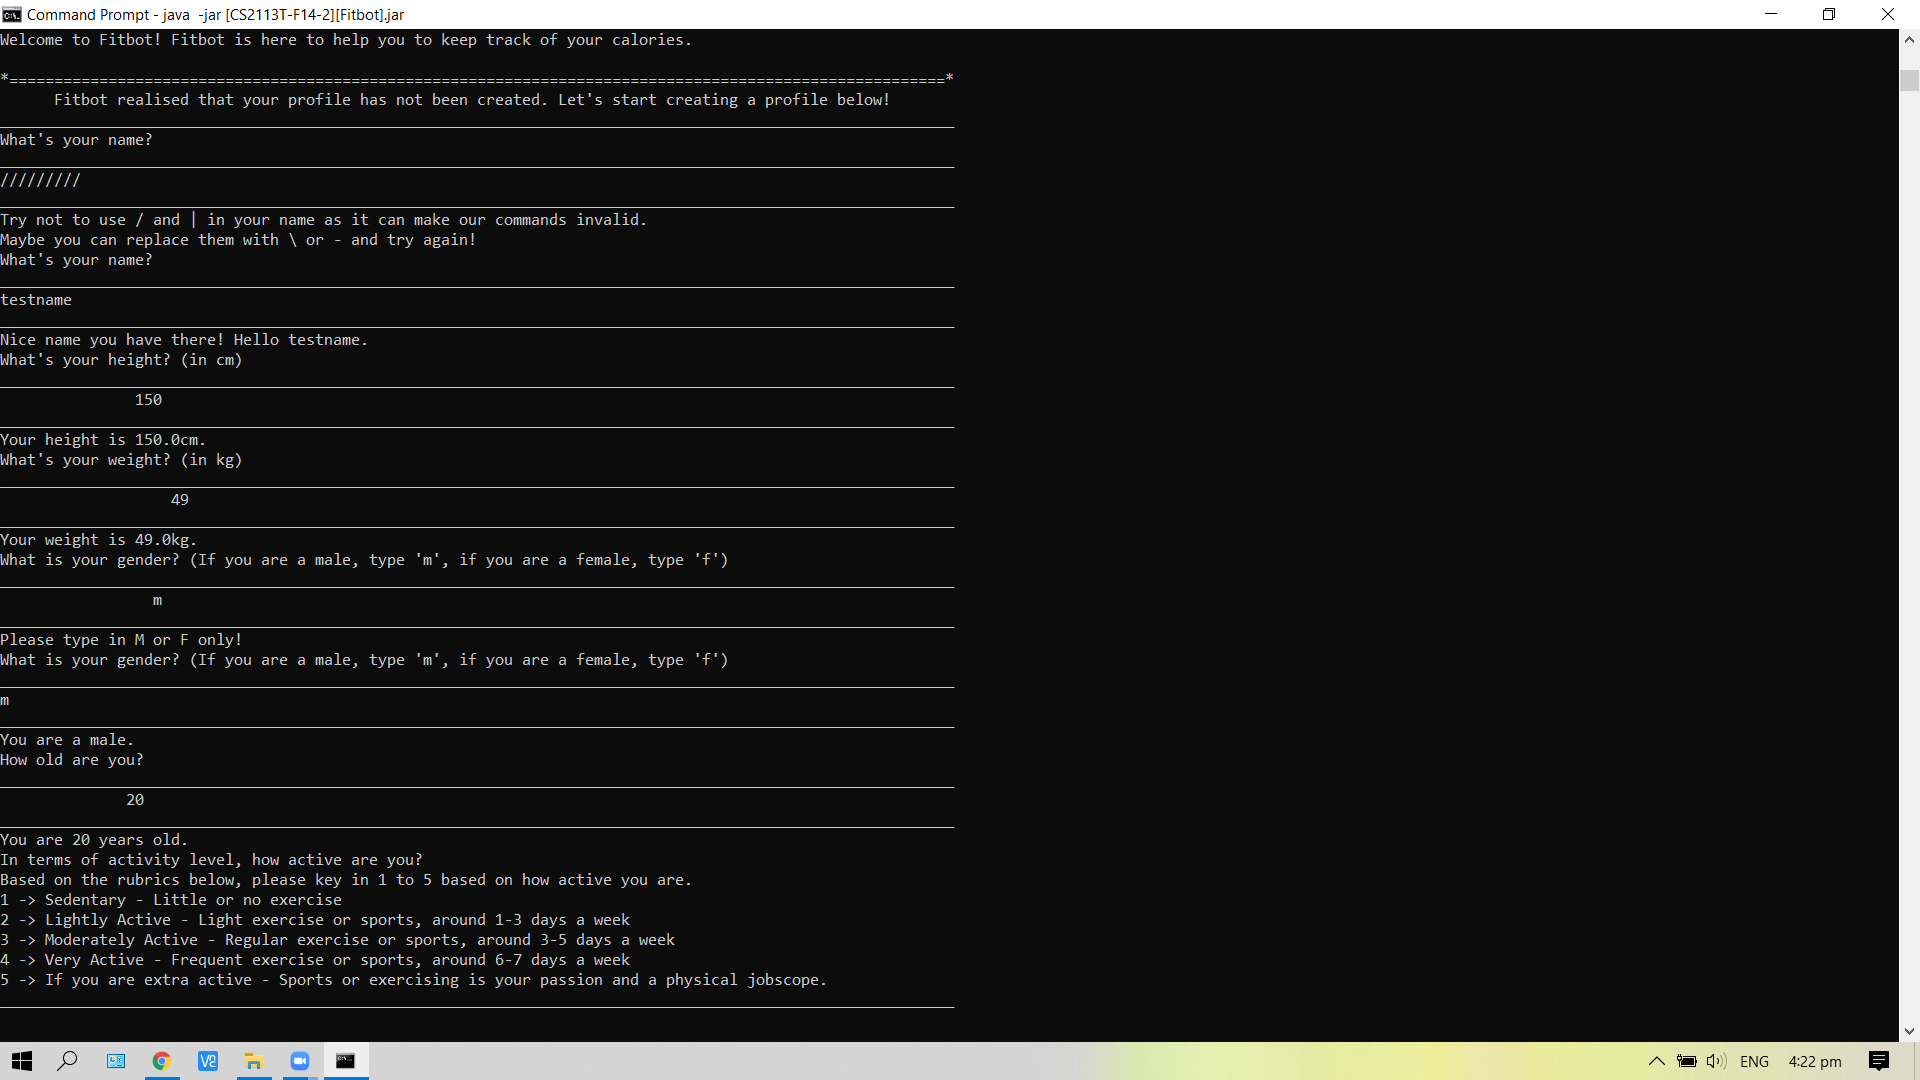 Command Prompt - java  -jar [CS2113T-F14-2][Fitbot].jar
Welcome to Fitbot! Fitbot is here to help you to keep track of your calories.
*========================================================================================================*
Fitbot realised that your profile has not been created. Let's start creating a profile below!
What's your name?
/////////
Try not to use / and | in your name as it can make our commands invalid.
Maybe you can replace them with \ or - and try again!
What's your name?
testname
Nice name you have there! Hello testname.
What's your height? (in cm)
150
Your height is 150.0cm.
What's your weight? (in kg)
49
Your weight is 49.0kg.
What is your gender? (If you are a male, type 'm', if you are a female, type 'f')
m
Please type in M or F only!
What is your gender? (If you are a male, type 'm', if you are a female, type 'f')
m
You are a male.
How old are you?
20
You are 20 years old.
In terms of activity level, how active are you?
Based on the rubrics below, please key in 1 to 5 based on how active you are.
1 -> Sedentary - Little or no exercise
2 -> Lightly Active - Light exercise or sports, around 1-3 days a week
3 -> Moderately Active - Regular exercise or sports, around 3-5 days a week
4 -> Very Active - Frequent exercise or sports, around 6-7 days a week
5 -> If you are extra active - Sports or exercising is your passion and a physical jobscope.
ENG 4:22 pm